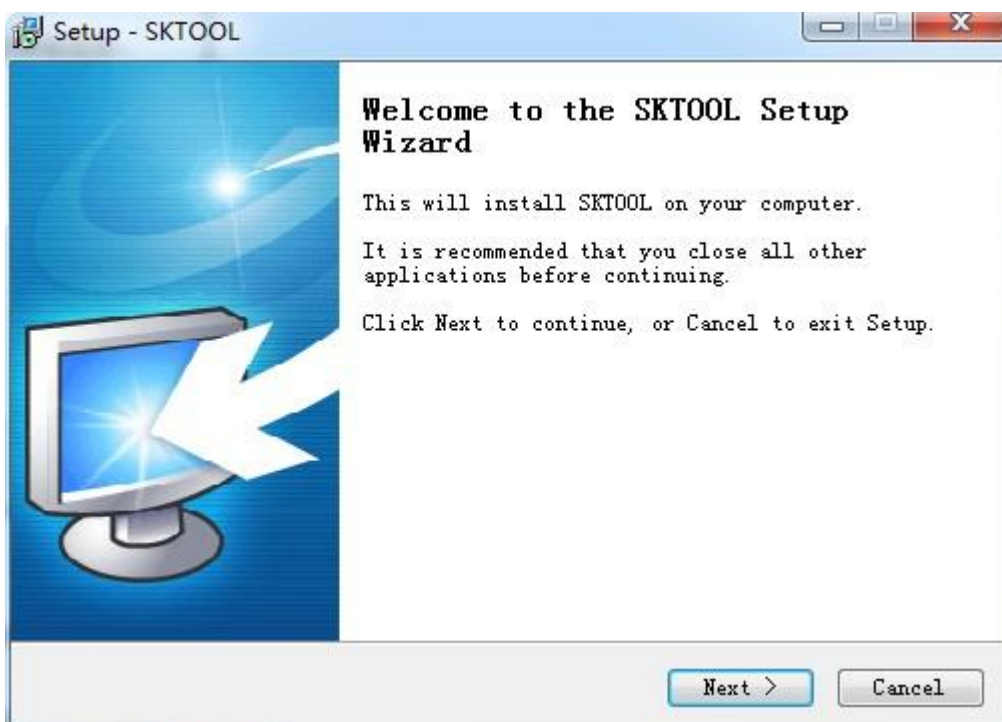 Setup - SKTOOL
Welcome to the SKTOOL Setup
Wizard
This will install SKTOOL on your computer.
It is recommended that you close all other
applications before continuing.
Click Next to continue, or Cancel to exit Setup.
Next >
Cancel